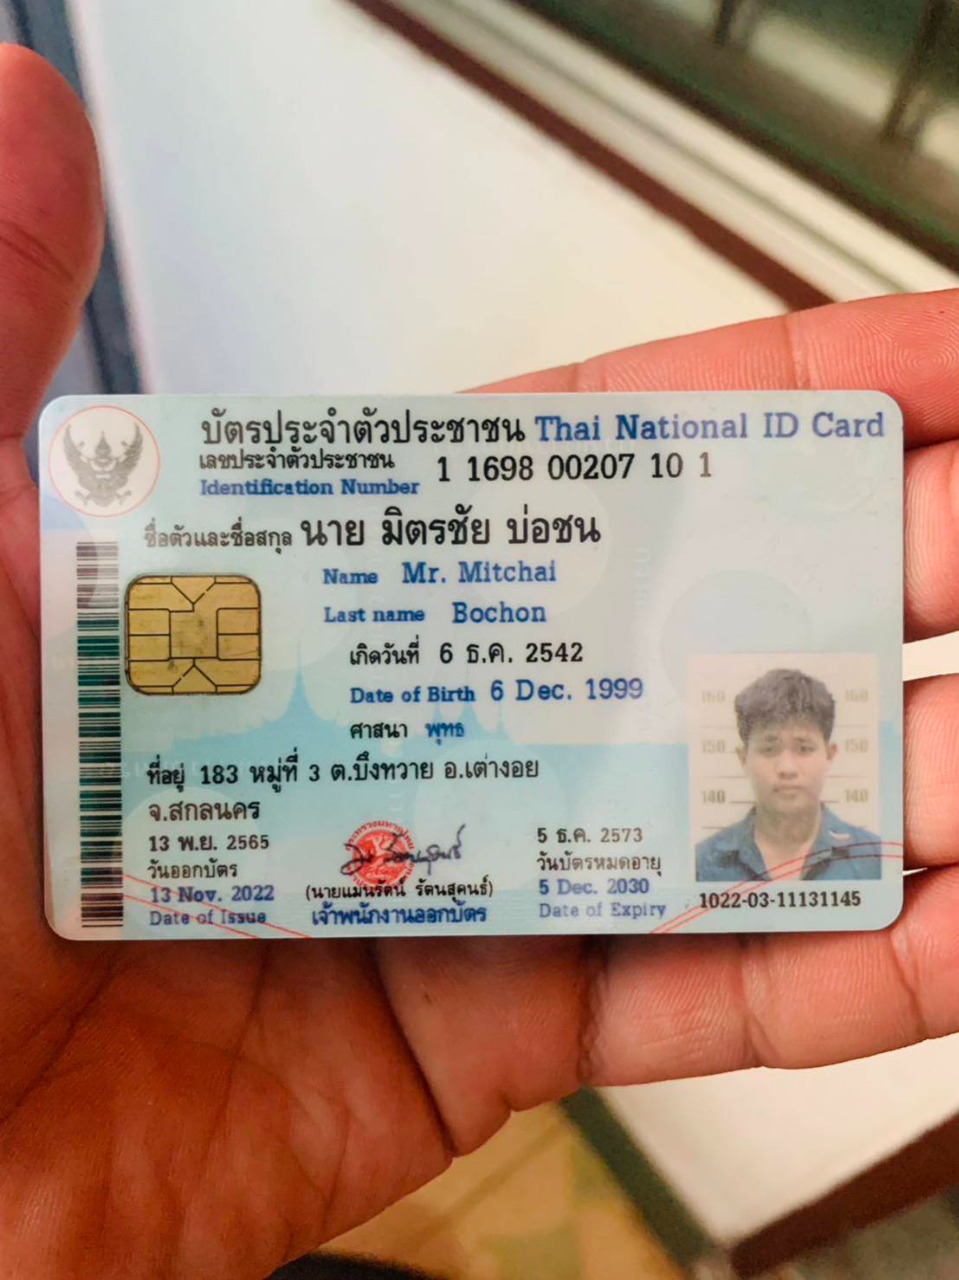 บัตรประจำตัวประชาชน Thai National ID Card
เลขประจำตัวประชาชน
Identification Number
1 1698 00207 10 1
ชื่อตัวและชื่อสกุล นาย มิตรชัย บ่อชน
Name Mr. Mitchai
Last name Bochon
เกิดวันที่ 6 ธ.ค. 2542
Date of Birth 6 Dec. 1999
ศาสนา พุทธ
ที่อยู่ 183 หมู่ที่ 3 ต.บึงทวาย อ.เต่างอย
จ.สกลนคร
13 พ.ย. 2565
วันออกบัตร
13 Nov. 2022
Date of Issue
(นายแมนรัตน์ รัตนสุคนธ์)
เจ้าพนักงานออกบัตร
5 ธ.ค. 2573
วันบัตรหมดอายุ
5 Dec. 2030
Date of Expiry
160 160
150 150
140 140
1022-03-11131145